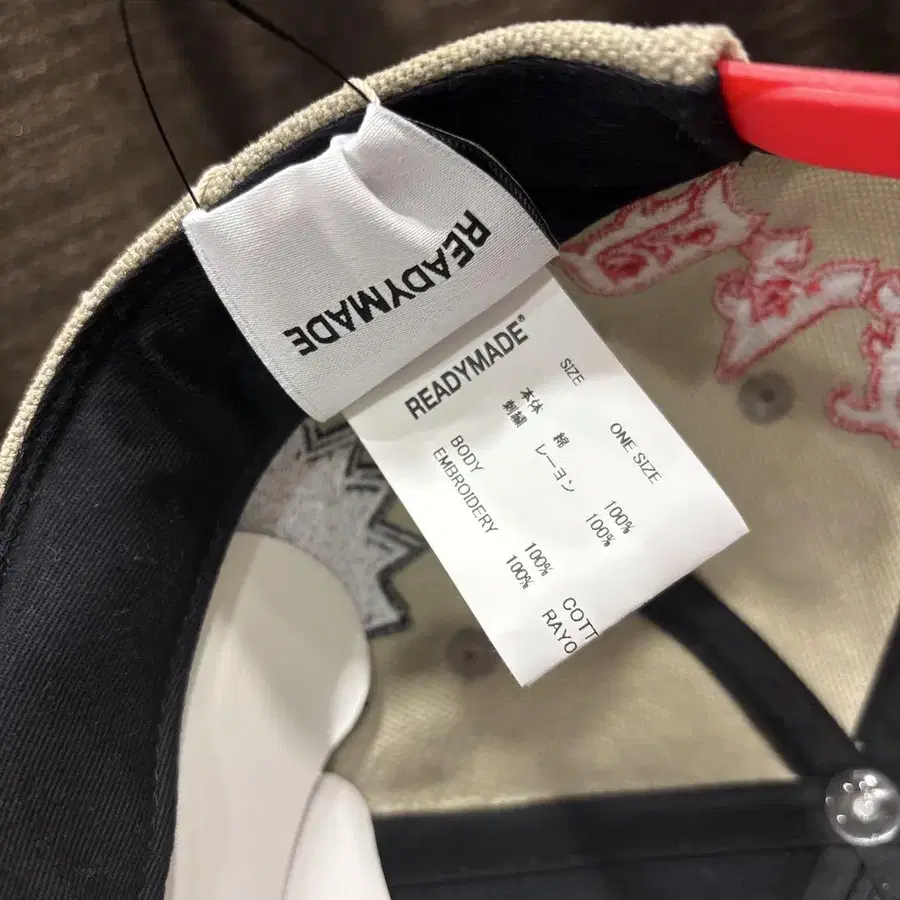 READYMADE
READYMADE®
SIZE ONE SIZE
本体 綿 100%
刺繍 レーヨン 100%
BODY 100% COTT
EMBROIDERY 100% RAYO